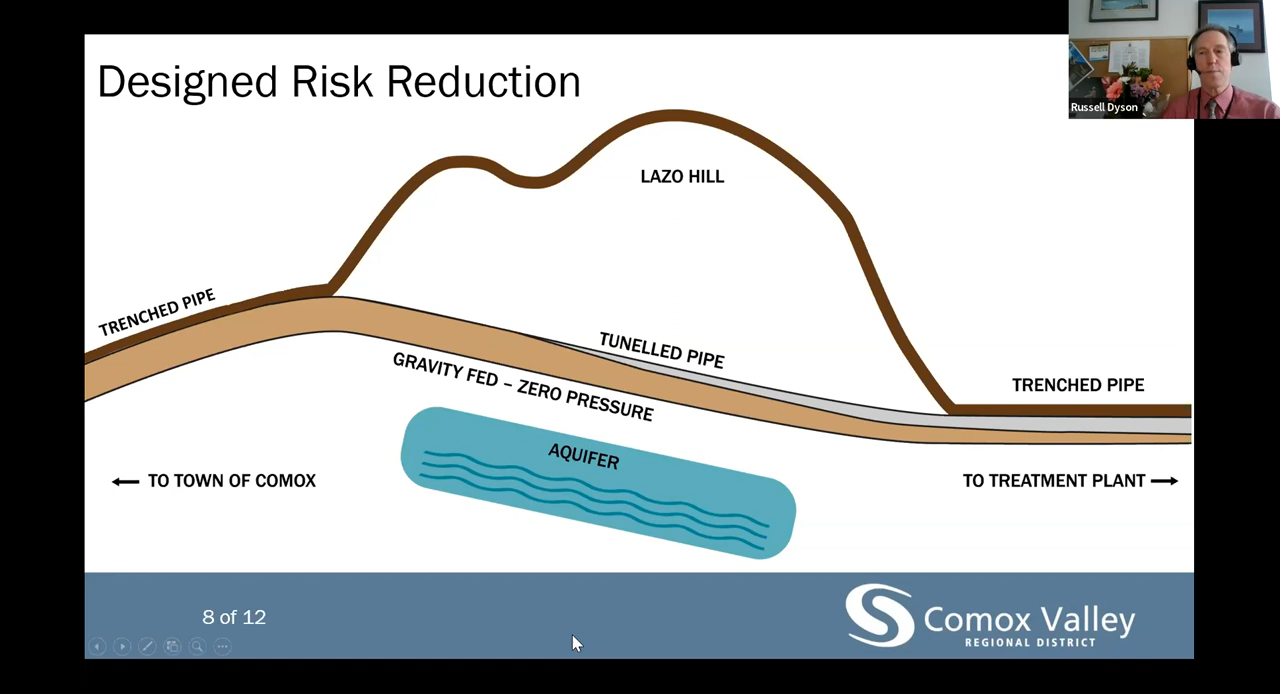 Designed Risk Reduction
Russell Dyson
LAZO HILL
TRENCHED PIPE
TUNELLED PIPE
GRAVITY FED – ZERO PRESSURE
TRENCHED PIPE
AQUIFER
← TO TOWN OF COMOX
TO TREATMENT PLANT →
8 of 12
Comox Valley
REGIONAL DISTRICT